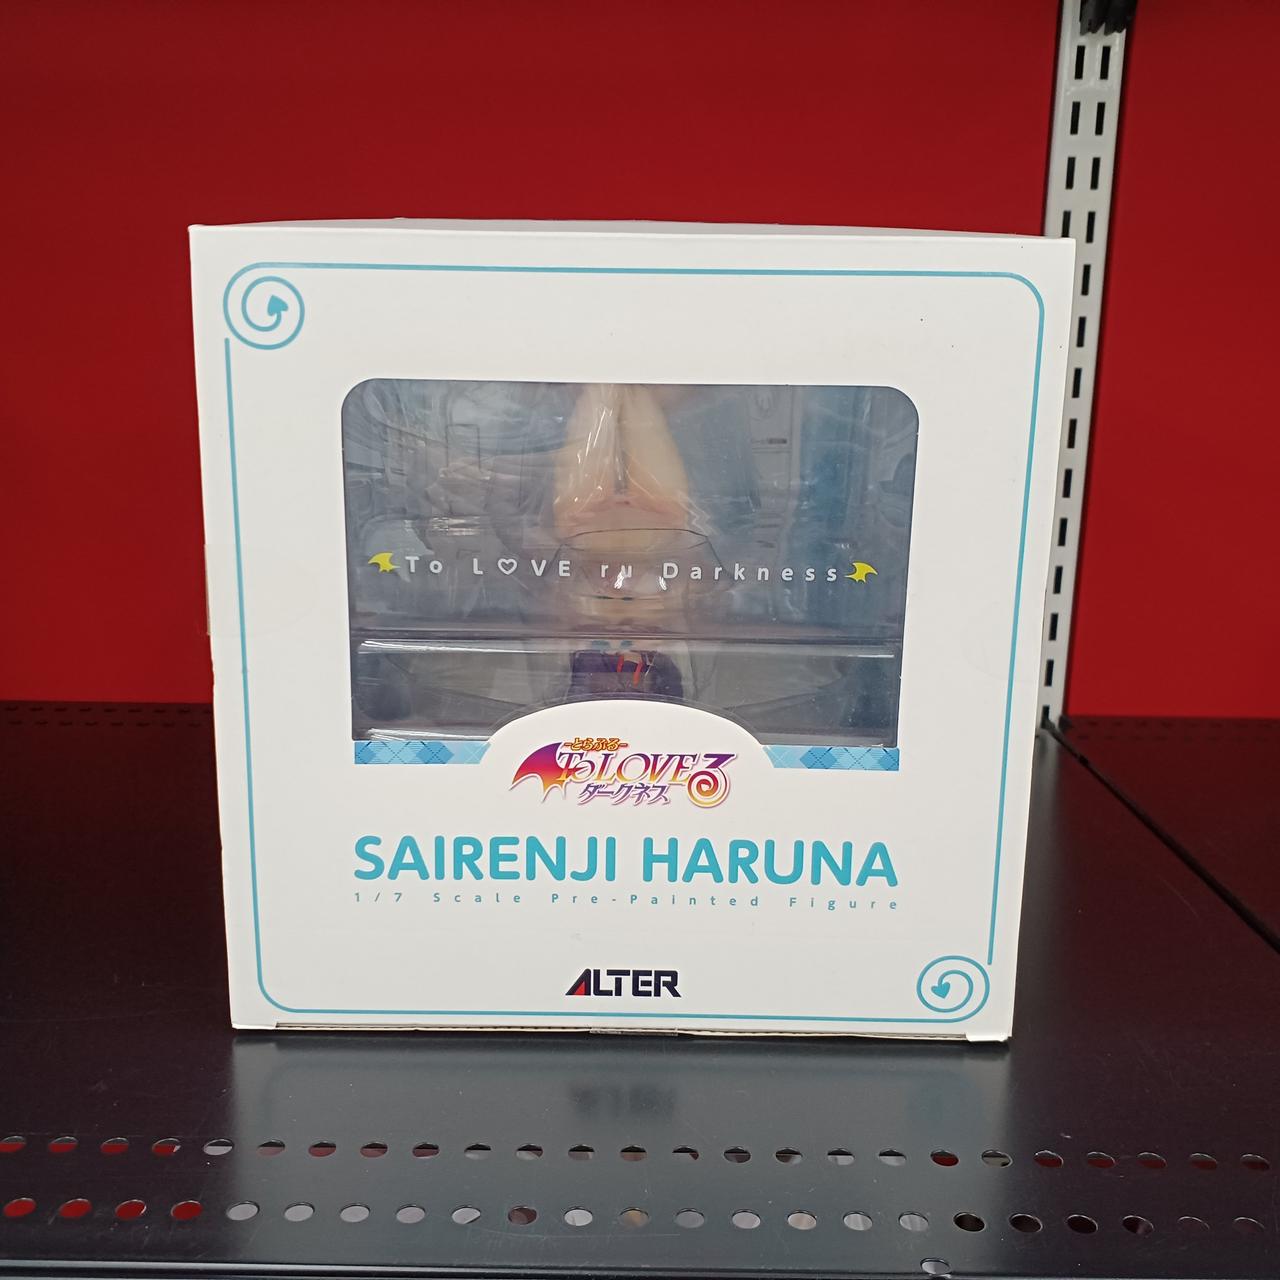 To L♡VE ru Darkness
-とらぶる-
To LOVEる
ダークネス
SAIRENJI HARUNA
1/7 Scale Pre-Painted Figure
ALTER